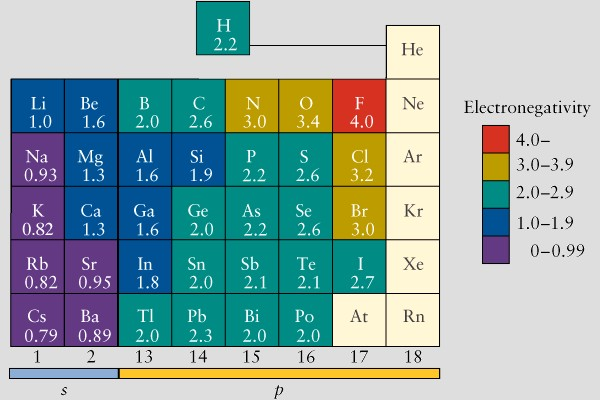 H
2.2
He
Li Be B C N O F Ne
1.0 1.6 2.0 2.6 3.0 3.4 4.0
Na Mg Al Si P S Cl Ar
0.93 1.3 1.6 1.9 2.2 2.6 3.2
K Ca Ga Ge As Se Br Kr
0.82 1.3 1.6 2.0 2.2 2.6 3.0
Rb Sr In Sn Sb Te I Xe
0.82 0.95 1.8 2.0 2.1 2.1 2.7
Cs Ba Tl Pb Bi Po At Rn
0.79 0.89 2.0 2.3 2.0 2.0
1 2 13 14 15 16 17 18
s p
Electronegativity
4.0–
3.0–3.9
2.0–2.9
1.0–1.9
0–0.99